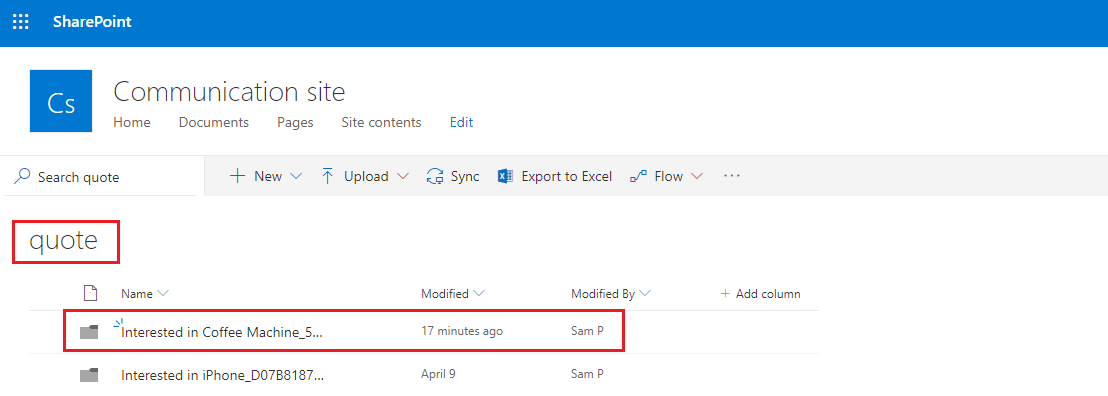 SharePoint
Cs
Communication site
Home Documents Pages Site contents Edit
Search quote New Upload Sync Export to Excel Flow ...
quote
Name Modified Modified By + Add column
Interested in Coffee Machine_5... 17 minutes ago Sam P
Interested in iPhone_D07B8187... April 9 Sam P